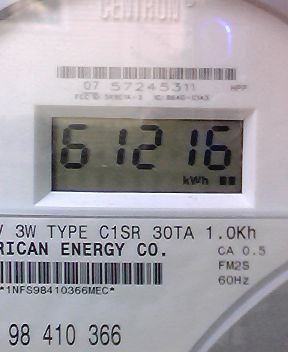 CENTRON
07 57245311 HPP
61216
kWh
V 3W TYPE C1SR 30TA 1.0Kh
RICAN ENERGY CO.
CA 0.5
FM2S
60Hz
*1NFS98410366MEC*
98 410 366